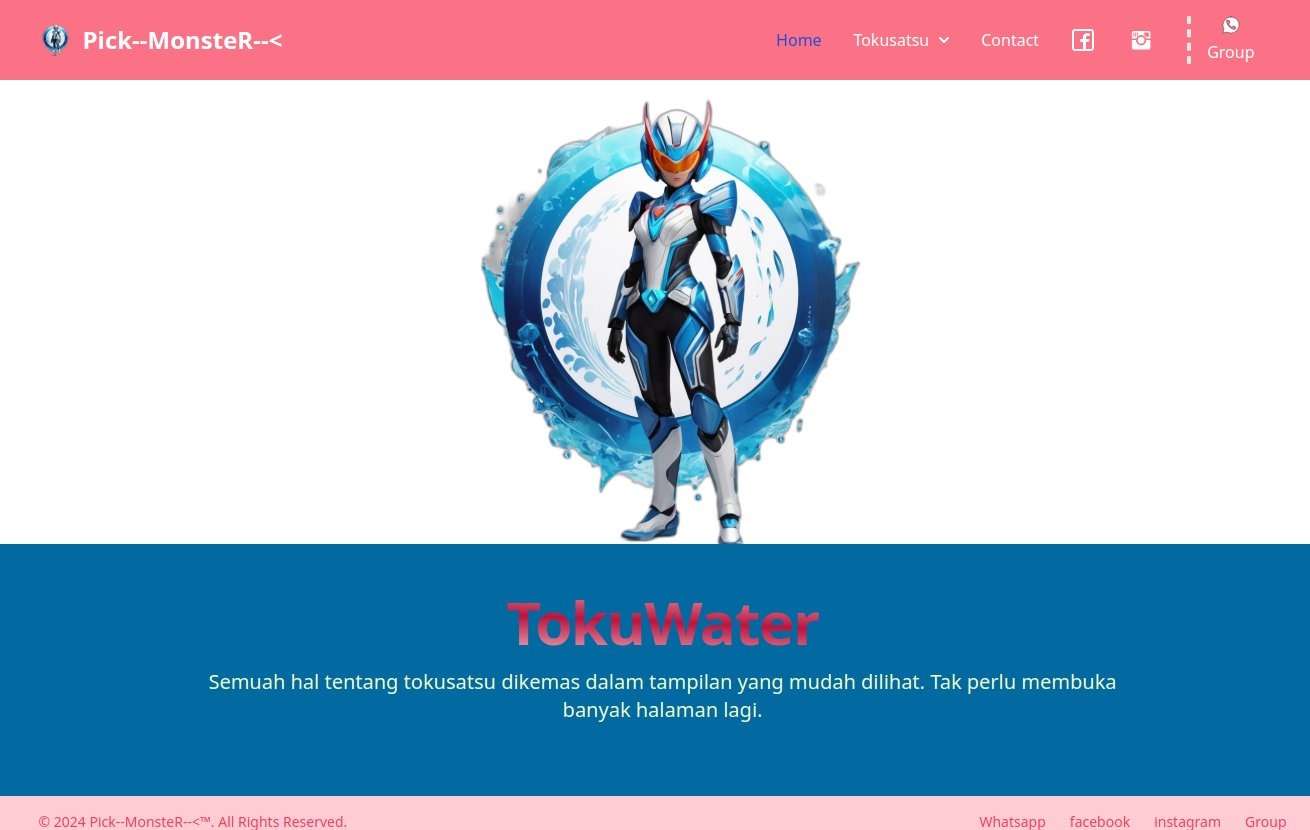 Pick--MonsteR--<
Home
Tokusatsu
Contact
Group
TokuWater
Semuah hal tentang tokusatsu dikemas dalam tampilan yang mudah dilihat. Tak perlu membuka
banyak halaman lagi.
© 2024 Pick--MonsteR--<™. All Rights Reserved.
Whatsapp
facebook
instagram
Group